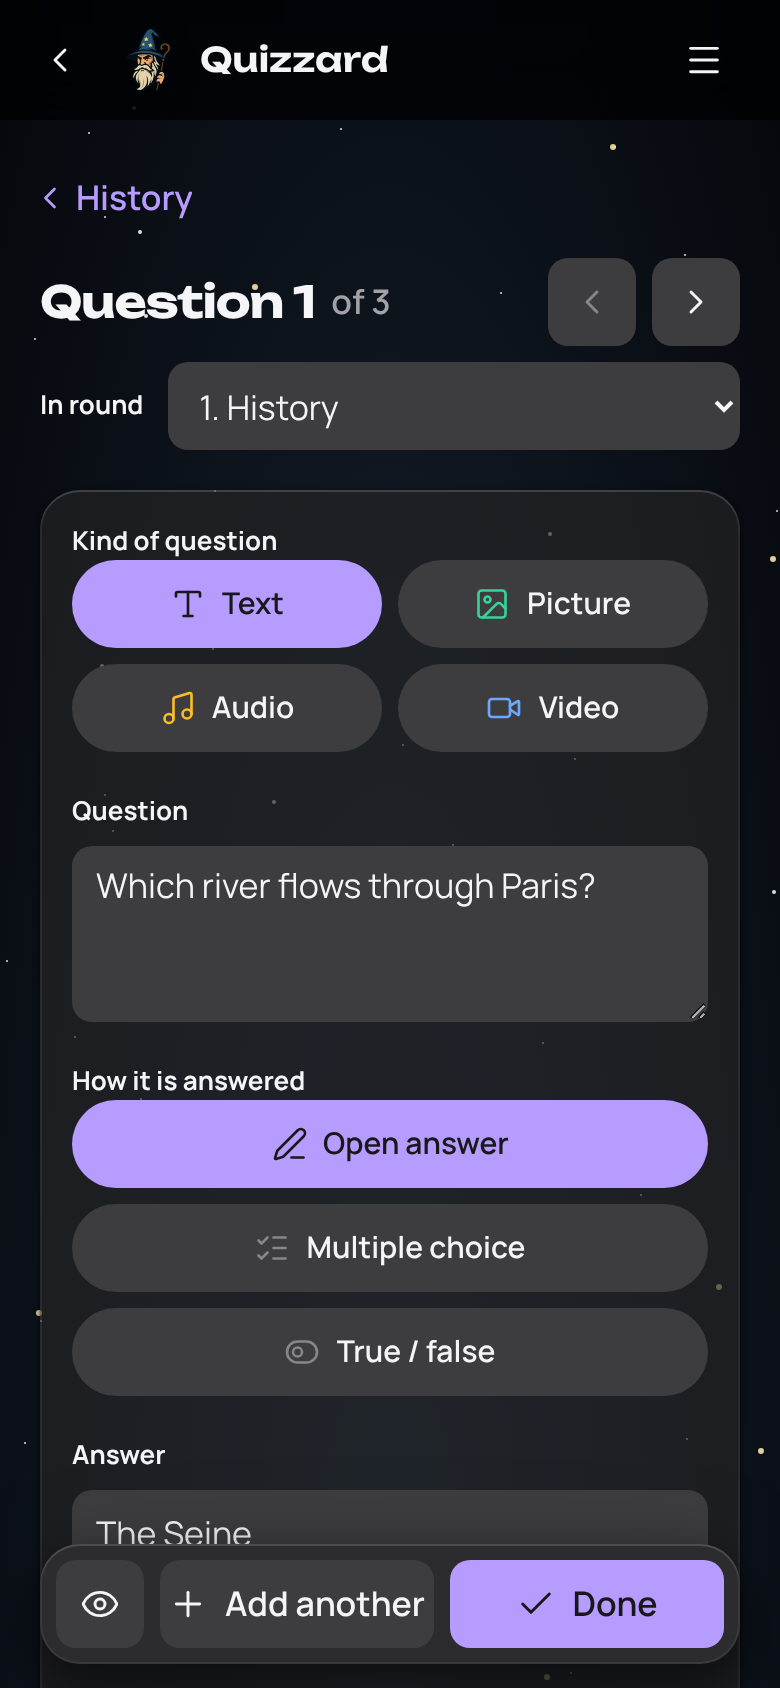 Quizzard
History
Question 1 of 3
In round
1. History
Kind of question
Text
Picture
Audio
Video
Question
Which river flows through Paris?
How it is answered
Open answer
Multiple choice
True / false
Answer
The Seine
Add another
Done